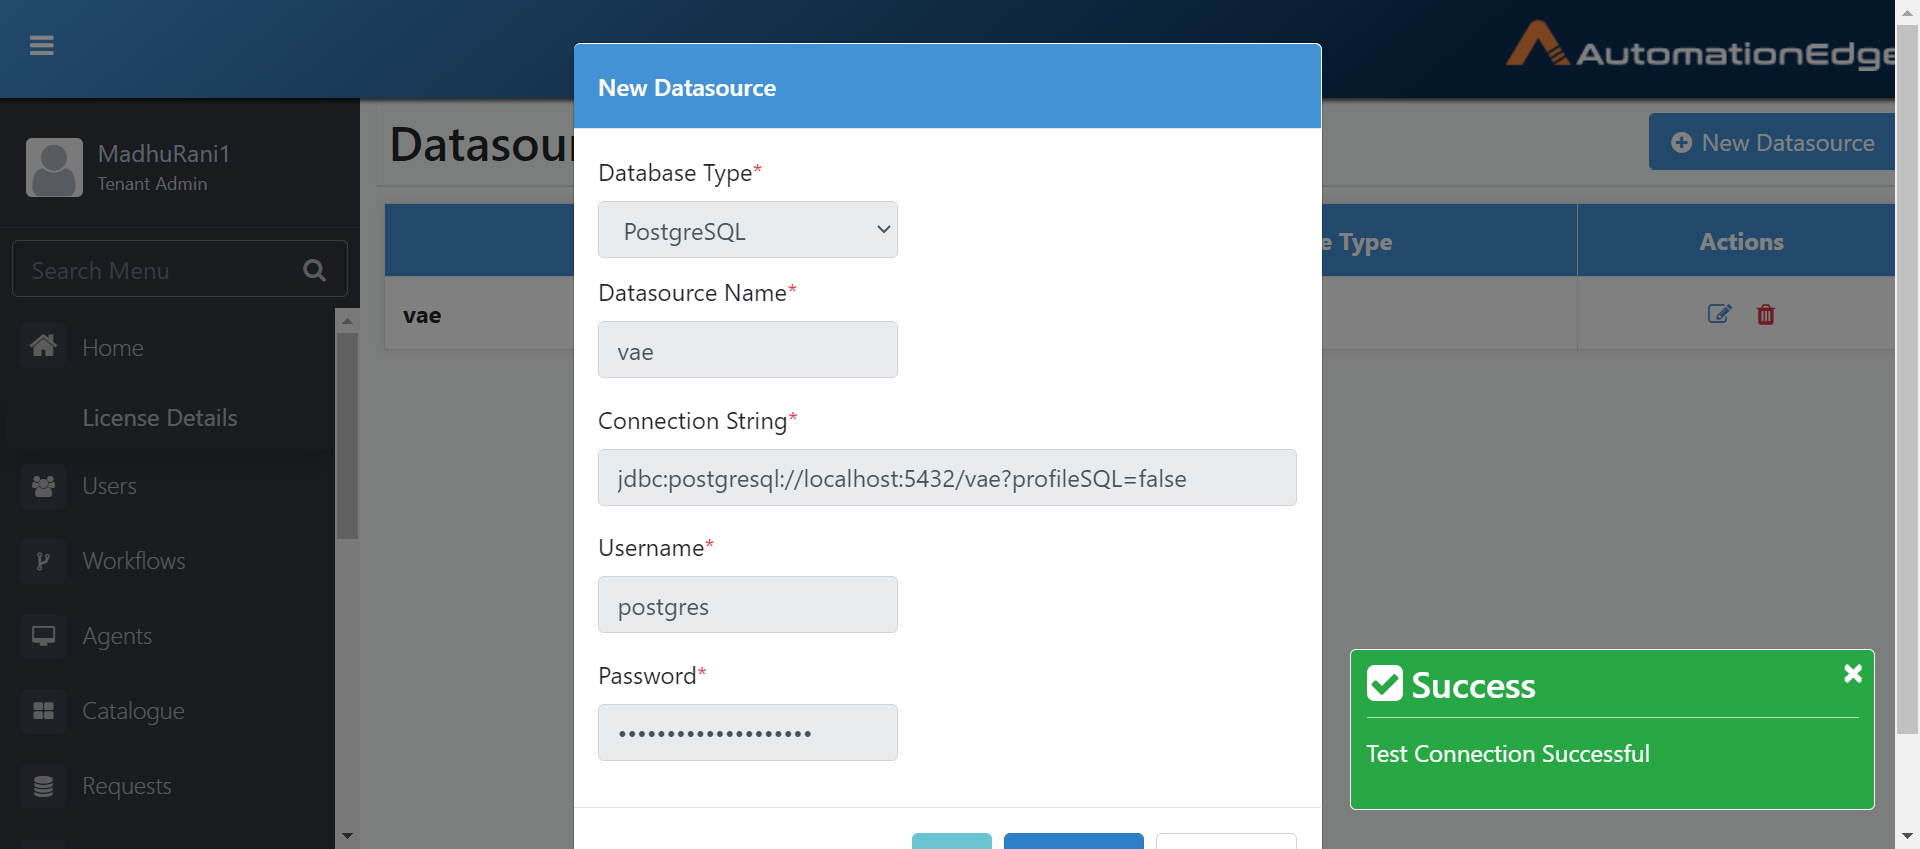 AutomationEdge
New Datasource
MadhuRani1
Tenant Admin
Datasour
New Datasource
Search Menu
Database Type*
PostgreSQL
e Type
Actions
Datasource Name*
vae
vae
Home
License Details
Connection String*
jdbc:postgresql://localhost:5432/vae?profileSQL=false
Users
Username*
postgres
Workflows
Agents
Password*
••••••••••••••••••••
Catalogue
Requests
Success
Test Connection Successful